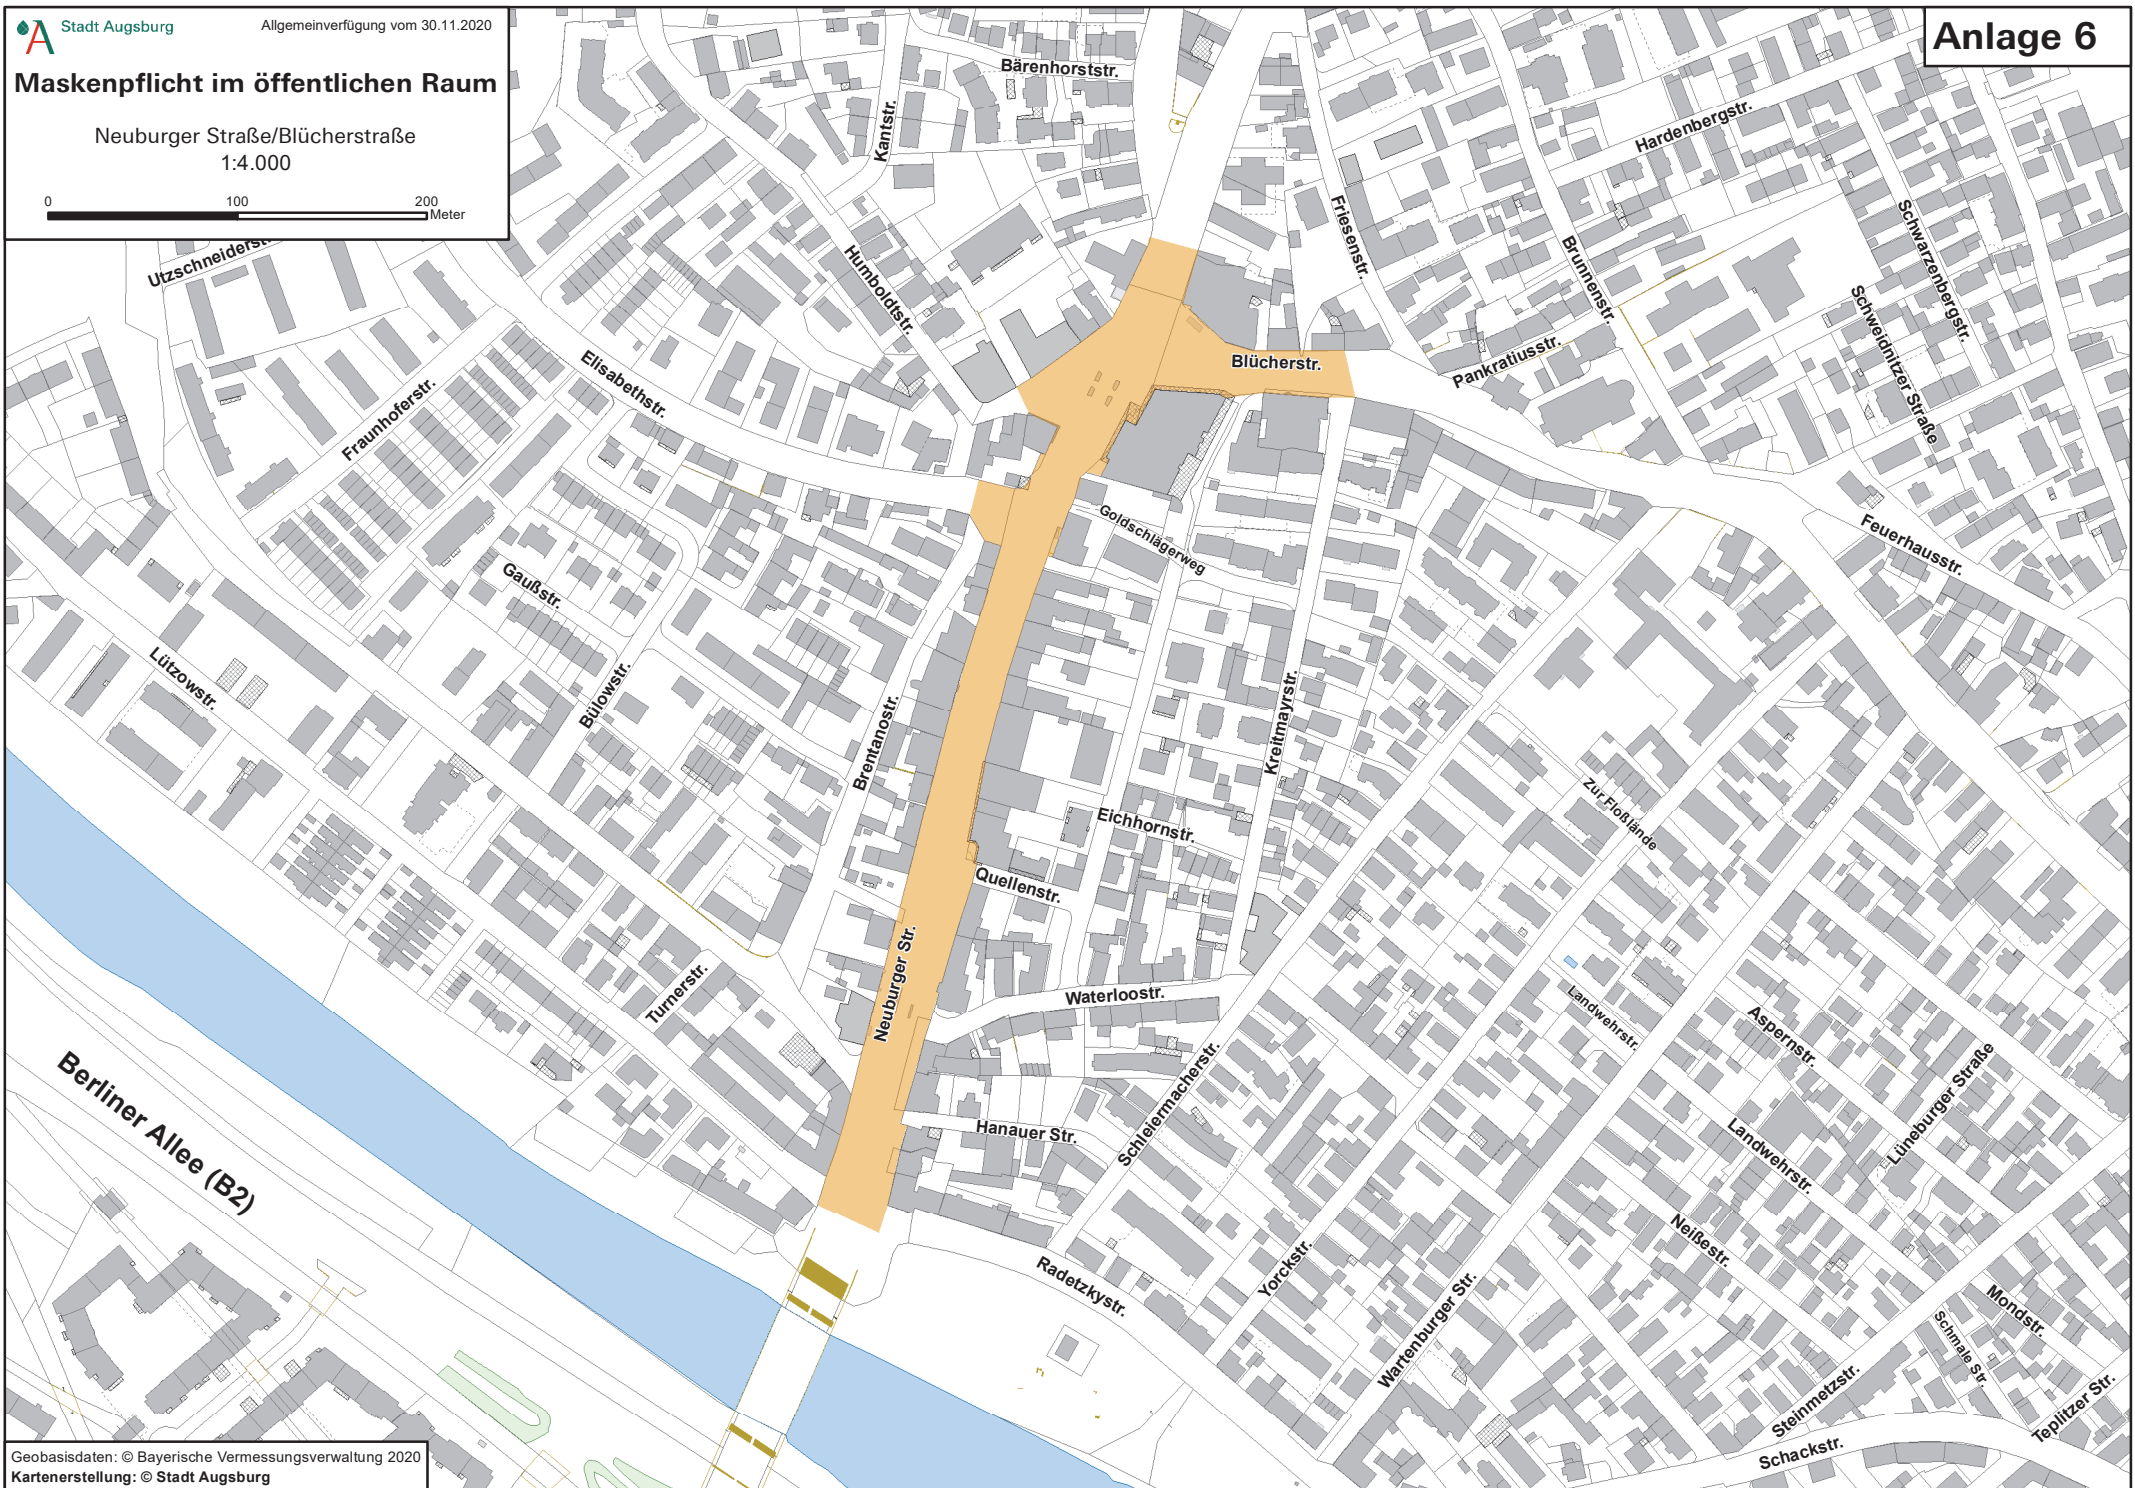 Stadt Augsburg
Allgemeinverfügung vom 30.11.2020
Maskenpflicht im öffentlichen Raum
Neuburger Straße/Blücherstraße
1:4.000
0 100 200
Meter
Anlage 6
Bärenhorststr.
Kantstr.
Hardenbergstr.
Friesenstr.
Schwarzenbergstr.
Utzschneiderst
Humboldtstr.
Brunnenstr.
Schweidnitzer Straße
Blücherstr.
Pankratiusstr.
Elisabethstr.
Fraunhoferstr.
Goldschlägerweg
Feuerhausstr.
Gaußstr.
Lützowstr.
Bülowstr.
Brentanostr.
Kreitmayrstr.
Zur Floßlände
Eichhornstr.
Quellenstr.
Neuburger Str.
Turnerstr.
Waterloostr.
Landwehrstr.
Aspernstr.
Lüneburger Straße
Berliner Allee (B2)
Schleiermacherstr.
Hanauer Str.
Landwehrstr.
Neißestr.
Radetzkystr.
Yorckstr.
Wartenburger Str.
Mondstr.
Schmale Str.
Steinmetzstr.
Teplitzer Str.
Schackstr.
Geobasisdaten: © Bayerische Vermessungsverwaltung 2020
Kartenerstellung: © Stadt Augsburg